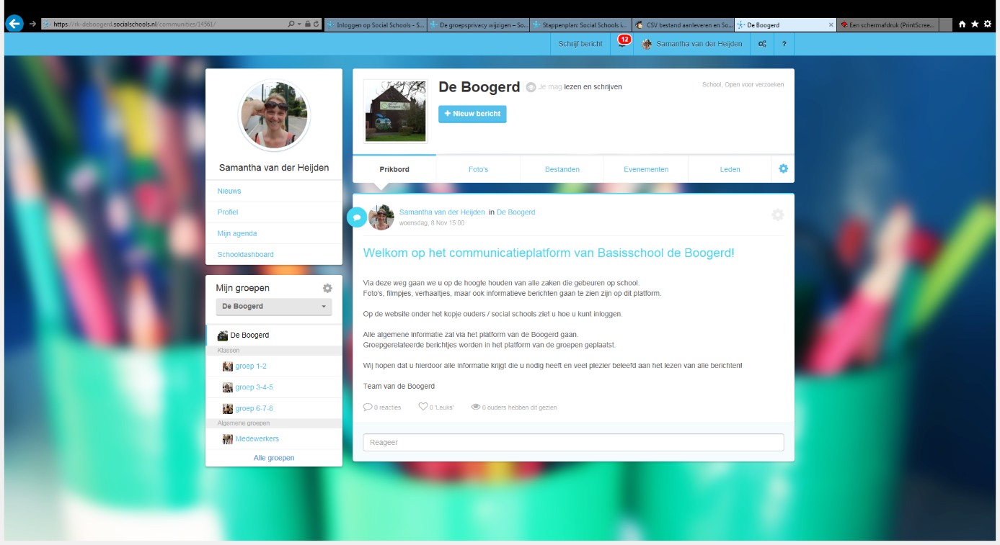 https://rk-deboogerd.socialschools.nl/communities/14561/
Inloggen op Social Schools - S...
De groepsprivacy wijzigen – So...
Stappenplan: Social Schools i...
CSV bestand aanleveren en So...
De Boogerd
Een schermafdruk (PrintScree...
Schrijf bericht
12
Samantha van der Heijden
?
Samantha van der Heijden
Nieuws
Profiel
Mijn agenda
Schooldashboard
Mijn groepen
De Boogerd
De Boogerd
Klassen
groep 1-2
groep 3-4-5
groep 6-7-8
Algemene groepen
Medewerkers
Alle groepen
De Boogerd
Je mag lezen en schrijven
School, Open voor verzoeken
+ Nieuw bericht
Prikbord
Foto's
Bestanden
Evenementen
Leden
Samantha van der Heijden in De Boogerd
woensdag, 8 Nov 15:00
Welkom op het communicatieplatform van Basisschool de Boogerd!
Via deze weg gaan we u op de hoogte houden van alle zaken die gebeuren op school.
Foto's, filmpjes, verhaaltjes, maar ook informatieve berichten gaan te zien zijn op dit platform.
Op de website onder het kopje ouders / social schools ziet u hoe u kunt inloggen.
Alle algemene informatie zal via het platform van de Boogerd gaan.
Groepgerelateerde berichtjes worden in het platform van de groepen geplaatst.
Wij hopen dat u hierdoor alle informatie krijgt die u nodig heeft en veel plezier beleefd aan het lezen van alle berichten!
Team van de Boogerd
0 reacties
0 'Leuks'
0 ouders hebben dit gezien
Reageer